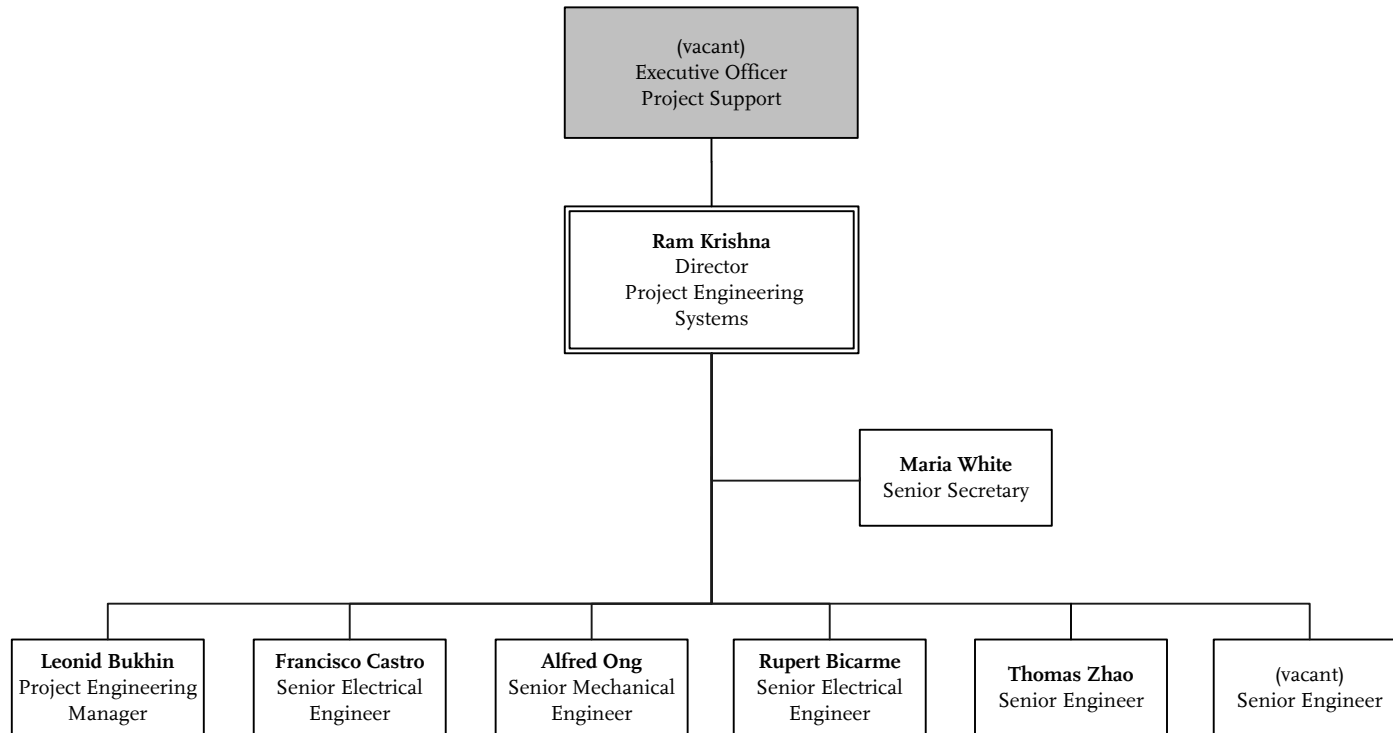 (vacant)
Executive Officer
Project Support
Ram Krishna
Director
Project Engineering
Systems
Maria White
Senior Secretary
Leonid Bukhin
Project Engineering
Manager
Francisco Castro
Senior Electrical
Engineer
Alfred Ong
Senior Mechanical
Engineer
Rupert Bicarme
Senior Electrical
Engineer
Thomas Zhao
Senior Engineer
(vacant)
Senior Engineer